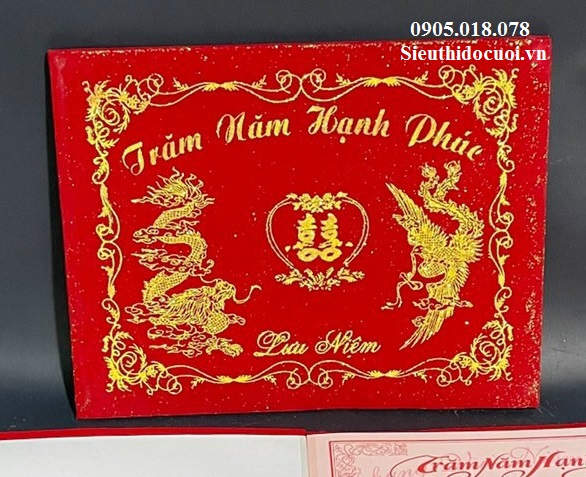 0905.018.078
Sieuthidocuoi.vn
Trăm Năm Hạnh Phúc
囍
Lưu Niệm
Trăm Năm Hạn